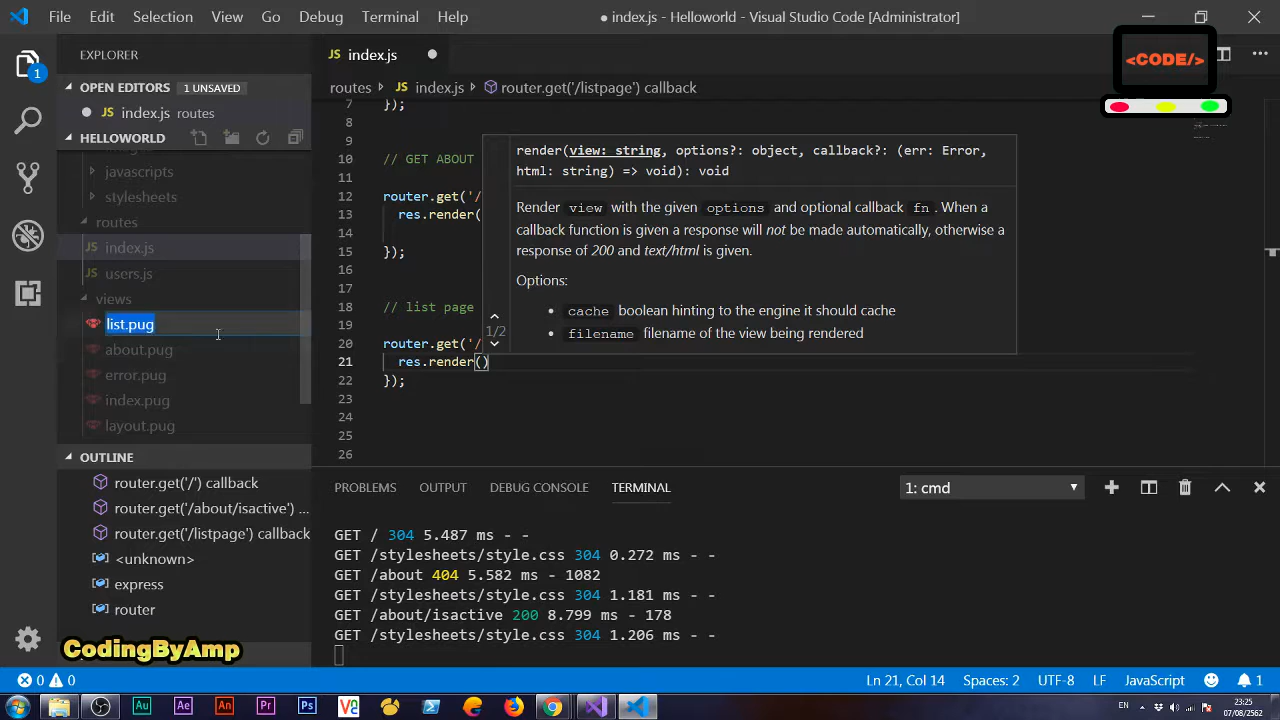 File Edit Selection View Go Debug Terminal Help
● index.js - Helloworld - Visual Studio Code [Administrator]
<CODE/>
EXPLORER
1
OPEN EDITORS 1 UNSAVED
index.js routes
HELLOWORLD
javascripts
stylesheets
routes
JS index.js
JS users.js
views
list.pug
about.pug
error.pug
index.pug
layout.pug
OUTLINE
router.get('/') callback
router.get('/about/isactive') ...
router.get('/listpage') callback
<unknown>
express
router
CodingByAmp
JS index.js
routes JS index.js router.get('/listpage') callback
7 });
8
9
10 // GET ABOUT
11
12 router.get('/
13 res.render(
14
15 });
16
17
18 // list page
19
20 router.get('/
21 res.render()
22 });
23
24
25
26
render(view: string, options?: object, callback?: (err: Error,
html: string) => void): void
Render view with the given options and optional callback fn . When a
callback function is given a response will not be made automatically, otherwise a
response of 200 and text/html is given.
Options:
cache boolean hinting to the engine it should cache
1/2
filename filename of the view being rendered
PROBLEMS OUTPUT DEBUG CONSOLE TERMINAL 1: cmd
GET / 304 5.487 ms - -
GET /stylesheets/style.css 304 0.272 ms - -
GET /about 404 5.582 ms - 1082
GET /stylesheets/style.css 304 1.181 ms - -
GET /about/isactive 200 8.799 ms - 178
GET /stylesheets/style.css 304 1.206 ms - -
0 0 Ln 21, Col 14 Spaces: 2 UTF-8 LF JavaScript 1
Au Ae An Pr Ps
EN
23:25
07/08/2562